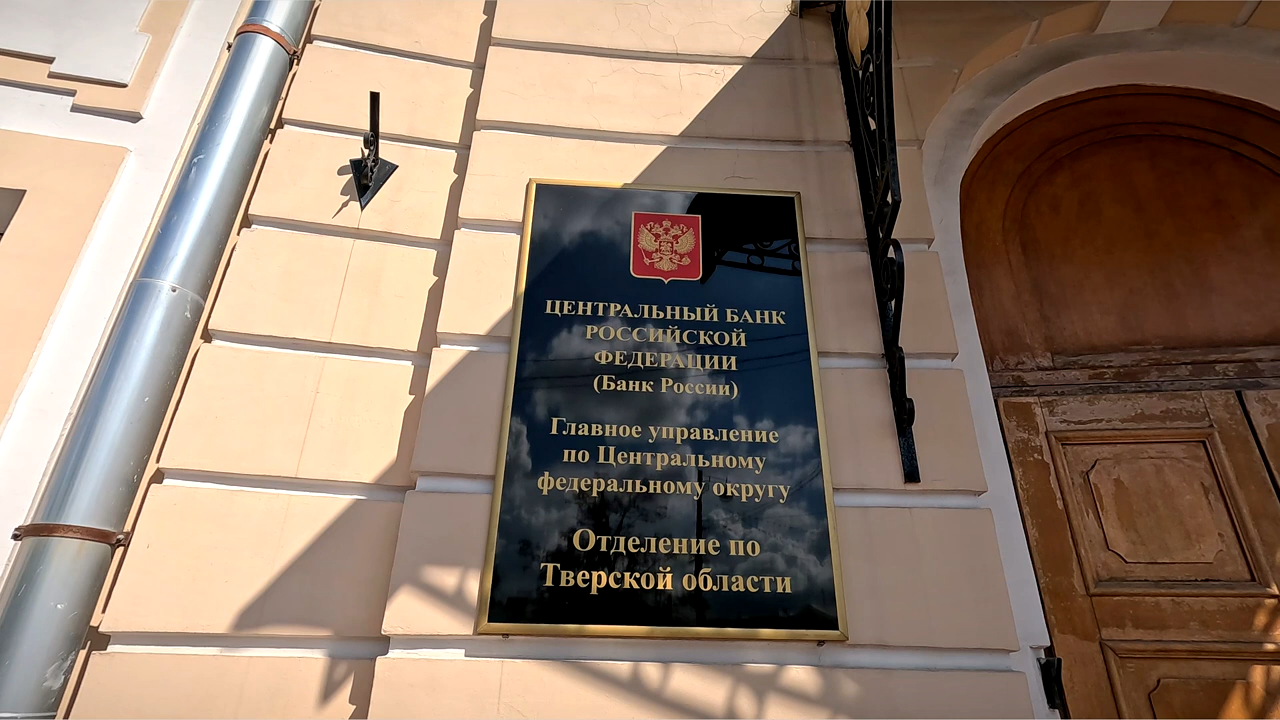 ЦЕНТРАЛЬНЫЙ БАНК
РОССИЙСКОЙ
ФЕДЕРАЦИИ
(Банк России)
Главное управление
по Центральному
федеральному округу
Отделение по
Тверской области